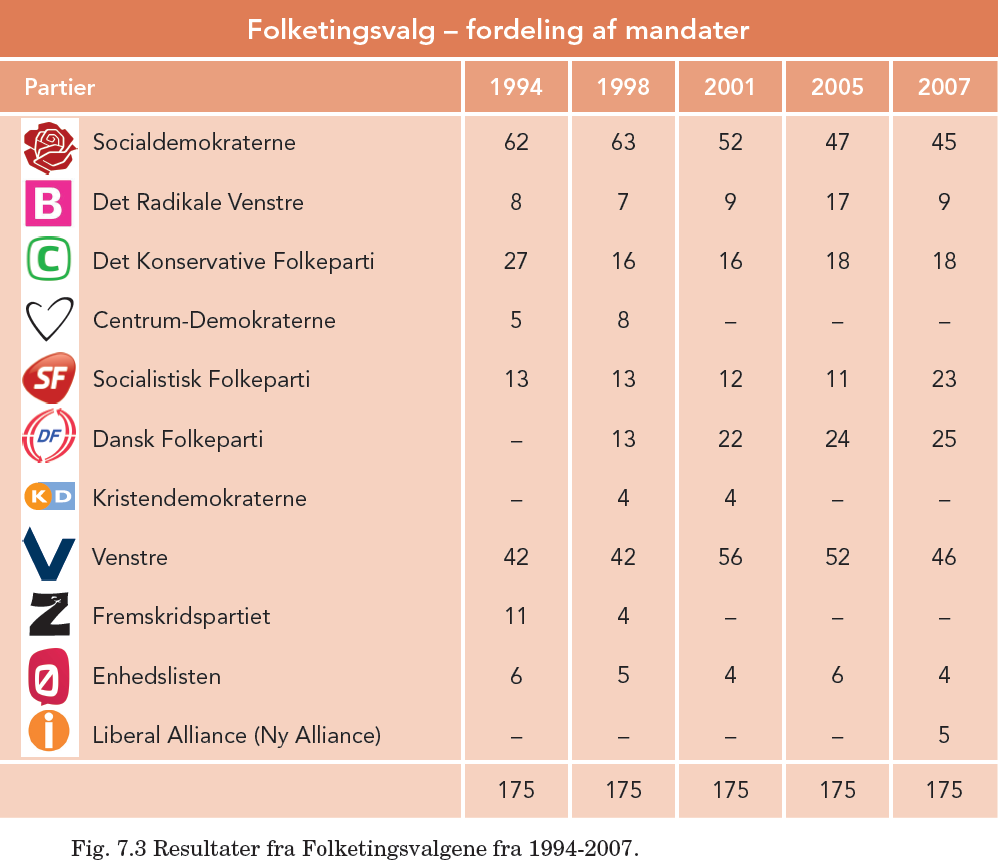 Folketingsvalg – fordeling af mandater
Partier 1994 1998 2001 2005 2007
Socialdemokraterne 62 63 52 47 45
B Det Radikale Venstre 8 7 9 17 9
C Det Konservative Folkeparti 27 16 16 18 18
Centrum-Demokraterne 5 8 – – –
SF Socialistisk Folkeparti 13 13 12 11 23
DF Dansk Folkeparti – 13 22 24 25
KD Kristendemokraterne – 4 4 – –
V Venstre 42 42 56 52 46
Z Fremskridspartiet 11 4 – – –
Ø Enhedslisten 6 5 4 6 4
i Liberal Alliance (Ny Alliance) – – – – 5
175 175 175 175 175
Fig. 7.3 Resultater fra Folketingsvalgene fra 1994-2007.